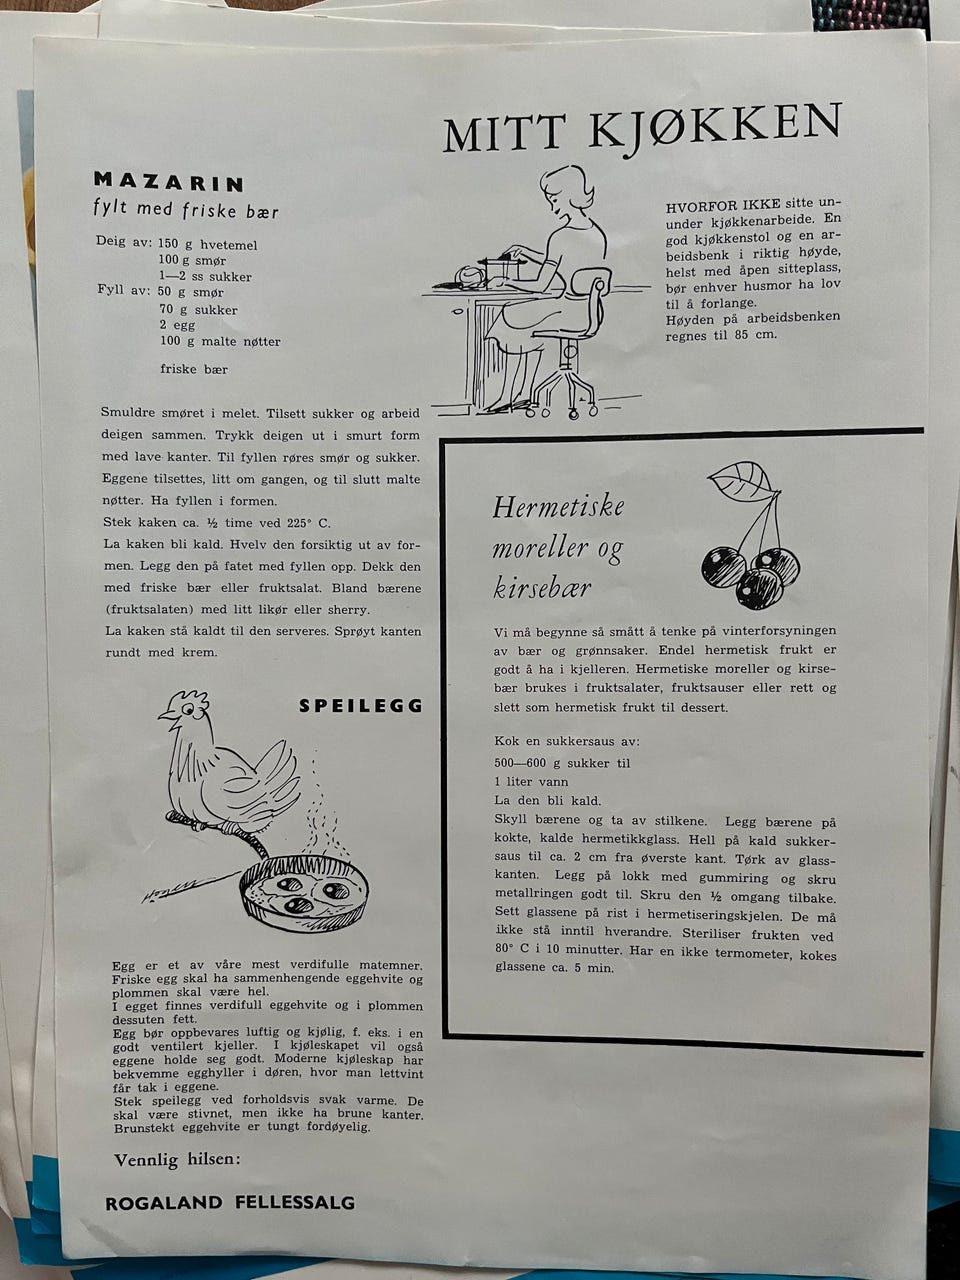 MITT KJØKKEN
MAZARIN
fylt med friske bær
Deig av: 150 g hvetemel
100 g smør
1—2 ss sukker
Fyll av: 50 g smør
70 g sukker
2 egg
100 g malte nøtter
friske bær
Smuldre smøret i melet. Tilsett sukker og arbeid
deigen sammen. Trykk deigen ut i smurt form
med lave kanter. Til fyllen røres smør og sukker.
Eggene tilsettes, litt om gangen, og til slutt malte
nøtter. Ha fyllen i formen.
Stek kaken ca. ½ time ved 225° C.
La kaken bli kald. Hvelv den forsiktig ut av for-
men. Legg den på fatet med fyllen opp. Dekk den
med friske bær eller fruktsalat. Bland bærene
(fruktsalaten) med litt likør eller sherry.
La kaken stå kaldt til den serveres. Sprøyt kanten
rundt med krem.
HVORFOR IKKE sitte un-
under kjøkkenarbeide. En
god kjøkkenstol og en ar-
beidsbenk i riktig høyde,
helst med åpen sitteplass,
bør enhver husmor ha lov
til å forlange.
Høyden på arbeidsbenken
regnes til 85 cm.
SPEILEGG
Egg er et av våre mest verdifulle matemner.
Friske egg skal ha sammenhengende eggehvite og
plommen skal være hel.
I egget finnes verdifull eggehvite og i plommen
dessuten fett.
Egg bør oppbevares luftig og kjølig, f. eks. i en
godt ventilert kjeller. I kjøleskapet vil også
eggene holde seg godt. Moderne kjøleskap har
bekvemme egghyller i døren, hvor man lettvint
får tak i eggene.
Stek speilegg ved forholdsvis svak varme. De
skal være stivnet, men ikke ha brune kanter.
Brunstekt eggehvite er tungt fordøyelig.
Vennlig hilsen:
ROGALAND FELLESSALG
Hermetiske
moreller og
kirsebær
Vi må begynne så smått å tenke på vinterforsyningen
av bær og grønnsaker. Endel hermetisk frukt er
godt å ha i kjelleren. Hermetiske moreller og kirse-
bær brukes i fruktsalater, fruktsauser eller rett og
slett som hermetisk frukt til dessert.
Kok en sukkersaus av:
500—600 g sukker til
1 liter vann
La den bli kald.
Skyll bærene og ta av stilkene. Legg bærene på
kokte, kalde hermetikkglass. Hell på kald sukker-
saus til ca. 2 cm fra øverste kant. Tørk av glass-
kanten. Legg på lokk med gummiring og skru
metallringen godt til. Skru den ½ omgang tilbake.
Sett glassene på rist i hermetiseringskjelen. De må
ikke stå inntil hverandre. Steriliser frukten ved
80° C i 10 minutter. Har en ikke termometer, kokes
glassene ca. 5 min.